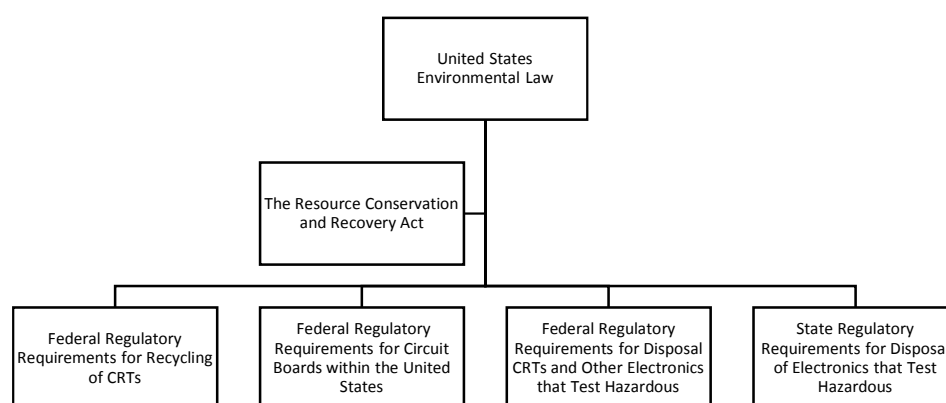 United States
Environmental Law
The Resource Conservation
and Recovery Act
Federal Regulatory
Requirements for Recycling
of CRTs
Federal Regulatory
Requirements for Circuit
Boards within the United
States
Federal Regulatory
Requirements for Disposal
CRTs and Other Electronics
that Test Hazardous
State Regulatory
Requirements for Disposal
of Electronics that Test
Hazardous